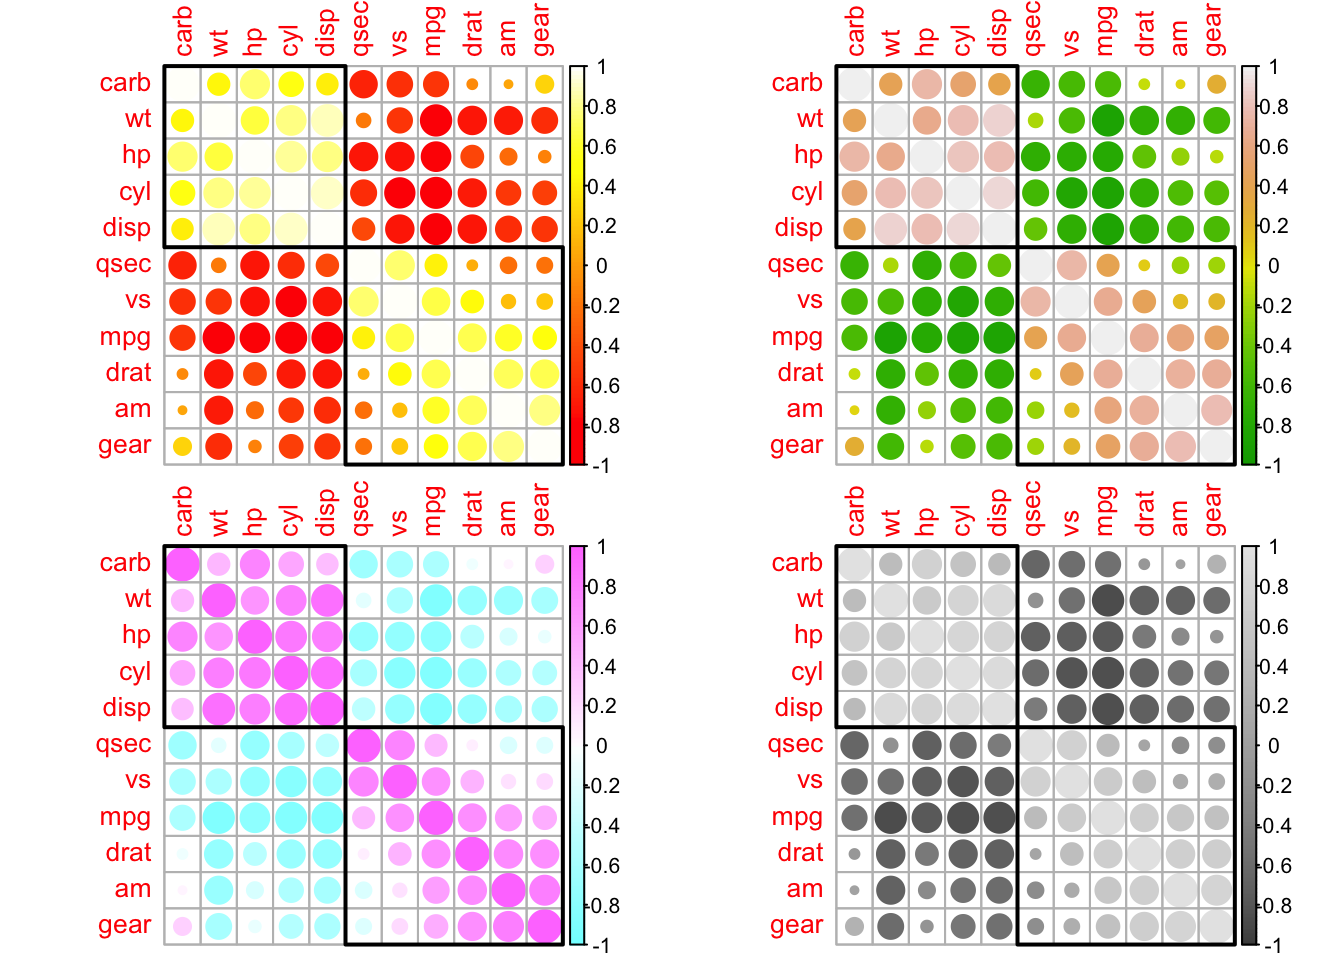 carb wt hp cyl disp qsec vs mpg drat am gear
carb
wt
hp
cyl
disp
qsec
vs
mpg
drat
am
gear
1
0.8
0.6
0.4
0.2
0
-0.2
-0.4
-0.6
-0.8
-1
carb wt hp cyl disp qsec vs mpg drat am gear
carb
wt
hp
cyl
disp
qsec
vs
mpg
drat
am
gear
1
0.8
0.6
0.4
0.2
0
-0.2
-0.4
-0.6
-0.8
-1
carb wt hp cyl disp qsec vs mpg drat am gear
carb
wt
hp
cyl
disp
qsec
vs
mpg
drat
am
gear
1
0.8
0.6
0.4
0.2
0
-0.2
-0.4
-0.6
-0.8
-1
carb wt hp cyl disp qsec vs mpg drat am gear
carb
wt
hp
cyl
disp
qsec
vs
mpg
drat
am
gear
1
0.8
0.6
0.4
0.2
0
-0.2
-0.4
-0.6
-0.8
-1